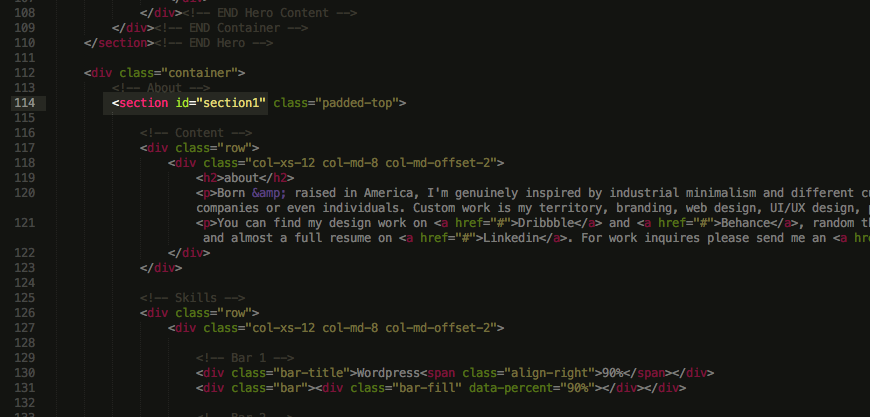 108 </div><!-- END Hero Content -->
109 </div><!-- END Container -->
110 </section><!-- END Hero -->
111
112 <div class="container">
113 <!-- About -->
114 <section id="section1" class="padded-top">
115
116 <!-- Content -->
117 <div class="row">
118 <div class="col-xs-12 col-md-8 col-md-offset-2">
119 <h2>about</h2>
120 <p>Born &amp; raised in America, I'm genuinely inspired by industrial minimalism and different
companies or even individuals. Custom work is my territory, branding, web design, UI/UX design,
121 <p>You can find my design work on <a href="#">Dribbble</a> and <a href="#">Behance</a>, random
and almost a full resume on <a href="#">Linkedin</a>. For work inquires please send me an <a
122 </div>
123 </div>
124
125 <!-- Skills -->
126 <div class="row">
127 <div class="col-xs-12 col-md-8 col-md-offset-2">
128
129 <!-- Bar 1 -->
130 <div class="bar-title">Wordpress<span class="align-right">90%</span></div>
131 <div class="bar"><div class="bar-fill" data-percent="90%"></div></div>
132